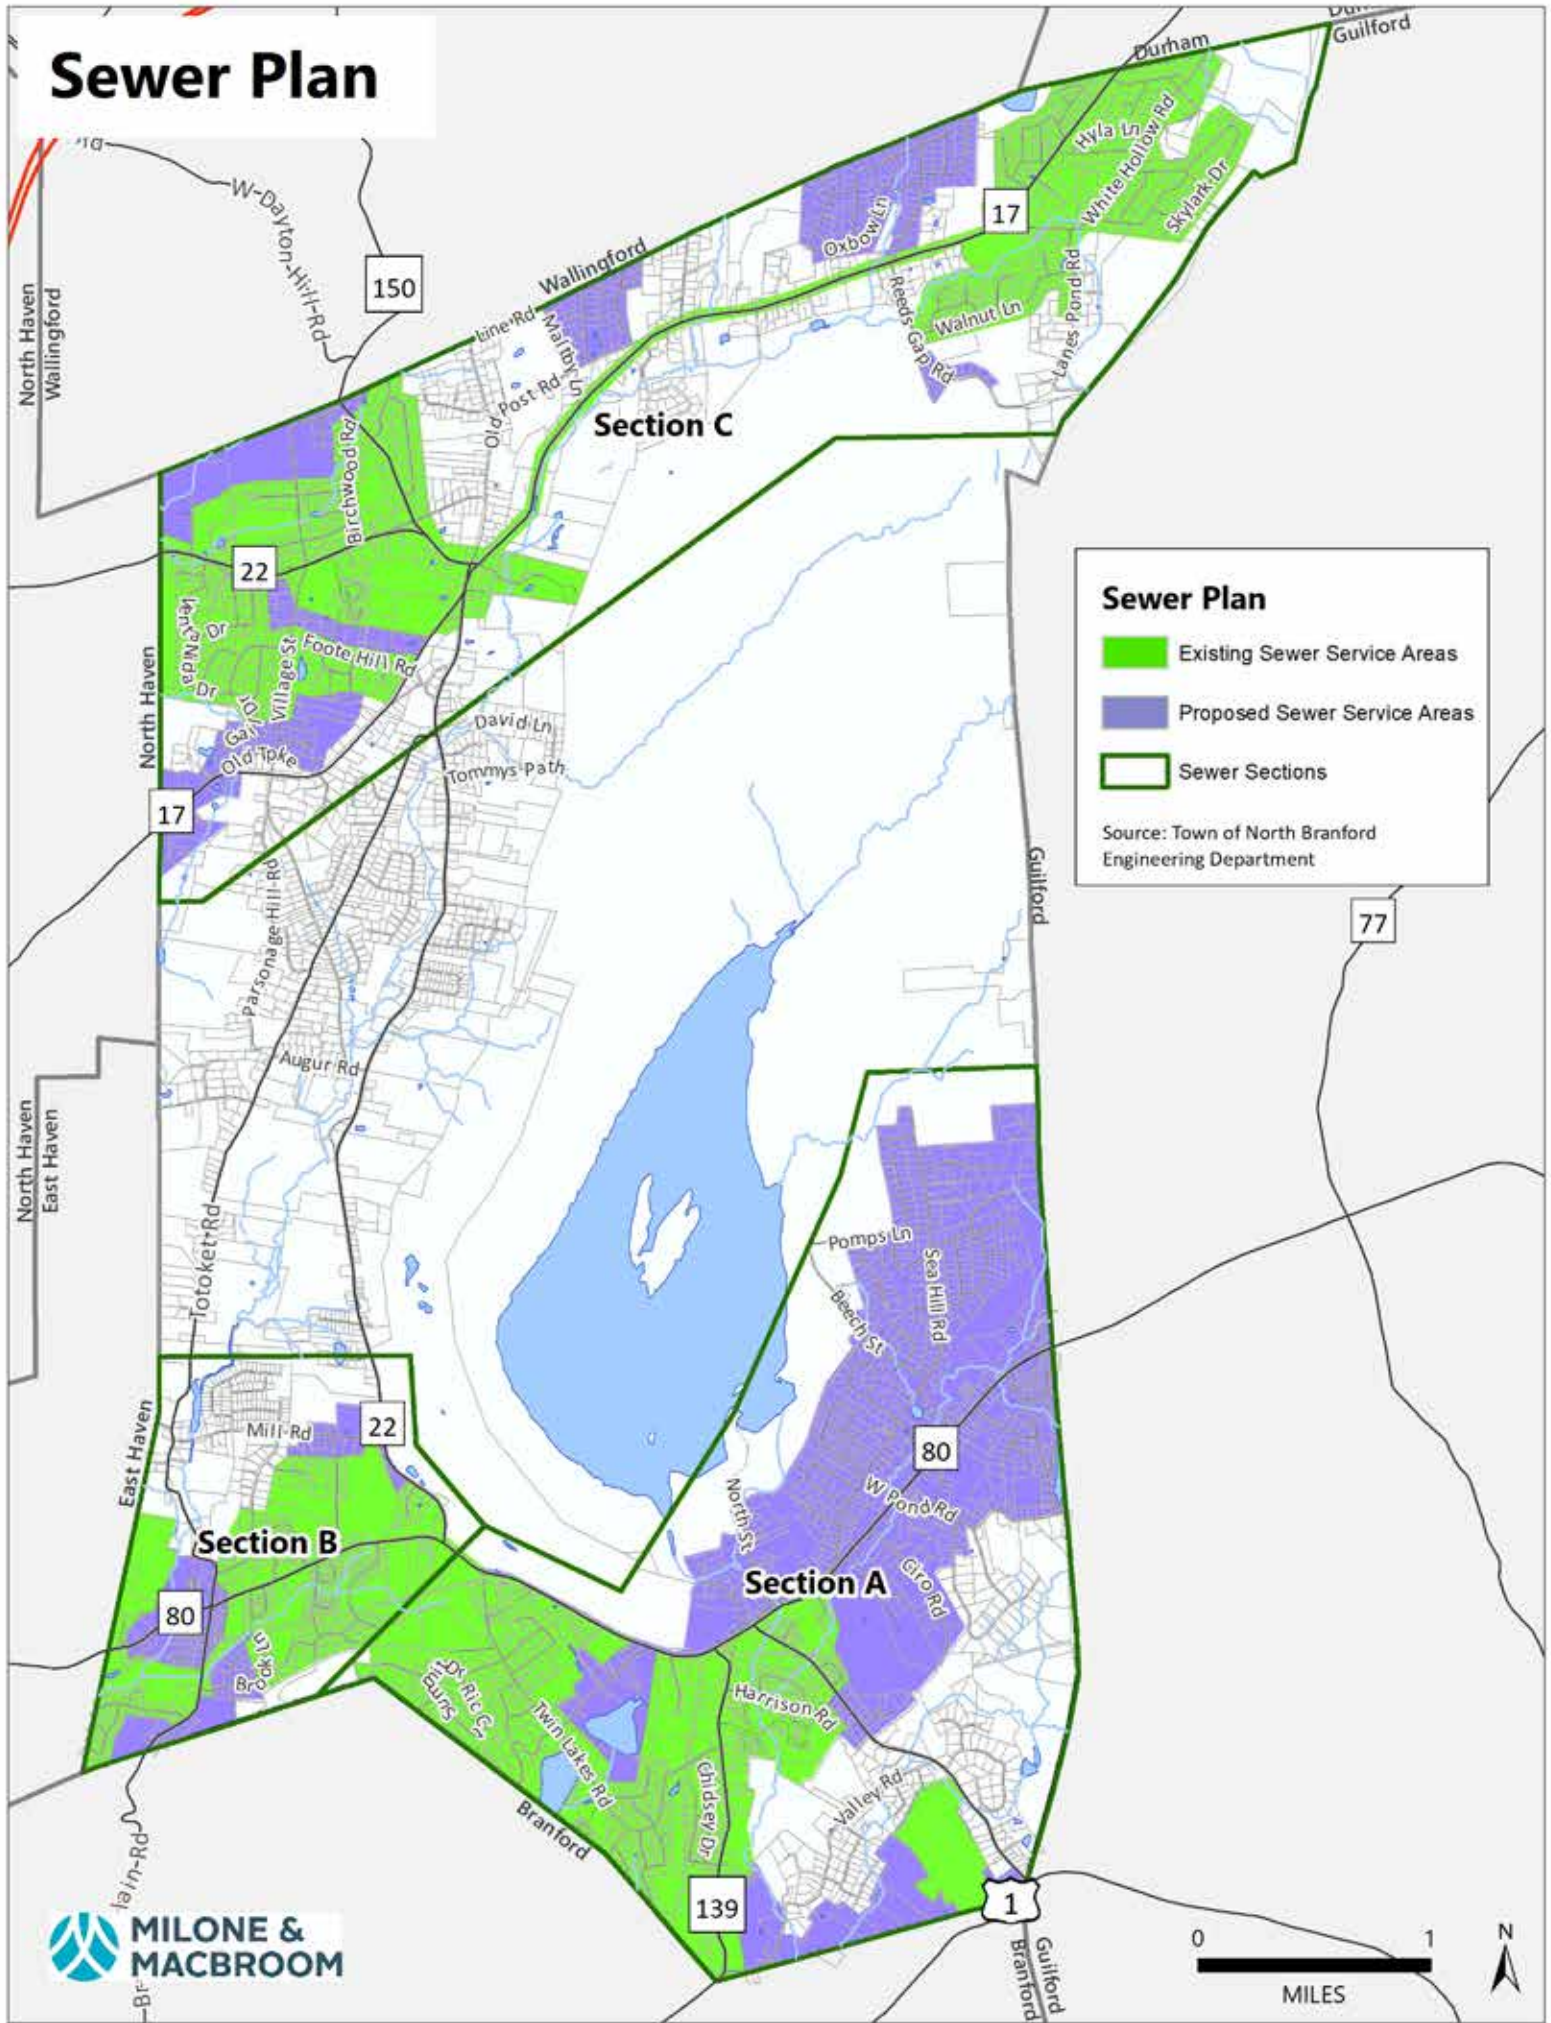 Sewer Plan
Durham
Guilford
Durham
Hyla Ln
White Hollow Rd
Skylark Dr
17
Oxbow Ln
W-Dayton-Hill-Rd
150
Wallingford
North Haven
Wallingford
Line Rd
Maltby Ln
Old Post Rd
Reeds Gap Rd
Walnut Ln
Lanes Pond Rd
Section C
Birchwood Rd
22
Dr
Dr
Village St
Foote Hill Rd
North Haven
Old Tpke
17
David Ln
Tommys Path
Parsonage Hill Rd
Augur Rd
Guilford
Sewer Plan
Existing Sewer Service Areas
Proposed Sewer Service Areas
Sewer Sections
Source: Town of North Branford
Engineering Department
77
North Haven
East Haven
Totoket Rd
Pomps Ln
Sea Hill Rd
Beech St
East Haven
Mill Rd
22
80
W Pond Rd
North St
Section B
Section A
Ciro Rd
80
Brook Ln
Harrison Rd
Twin Lakes Rd
Chidsey Dr
Valley Rd
Branford
139
1
Guilford
Branford
MILONE &
MACBROOM
0 1
MILES
N